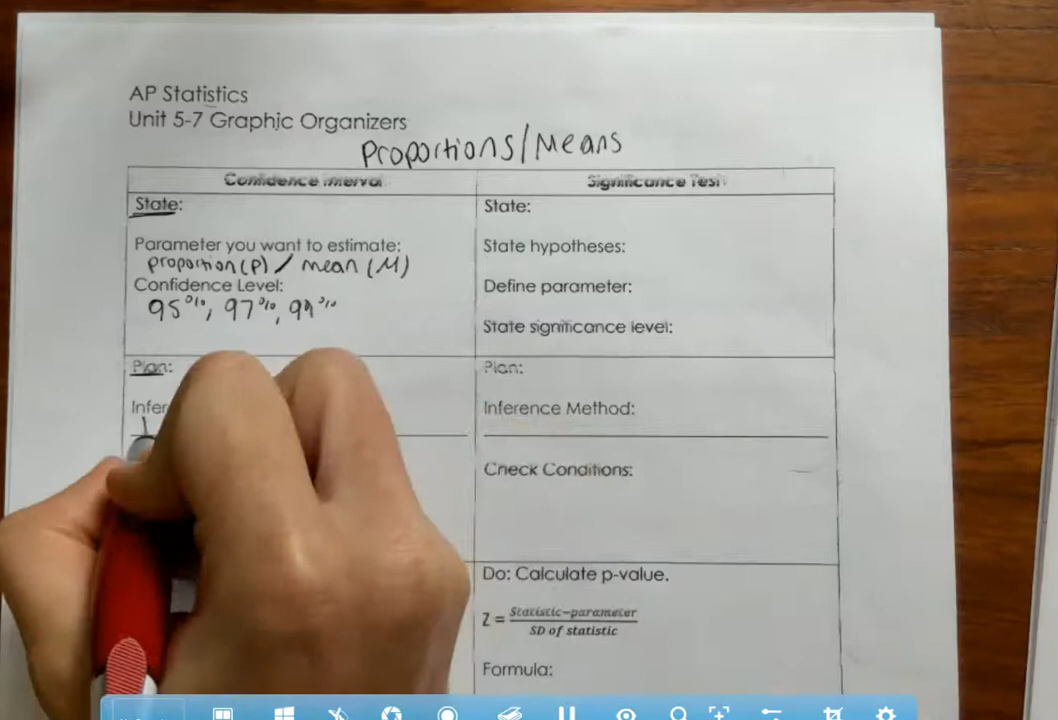 AP Statistics
Unit 5-7 Graphic Organizers
Proportions/Means
Confidence Interval
State:
Parameter you want to estimate:
proportion (p) / mean (M)
Confidence Level:
95%, 97%, 99%
Plan:
Infer
Significance Test
State:
State hypotheses:
Define parameter:
State significance level:
Plan:
Inference Method:
Check Conditions:
Do: Calculate p-value.
Z = Statistic-parameter
SD of statistic
Formula: